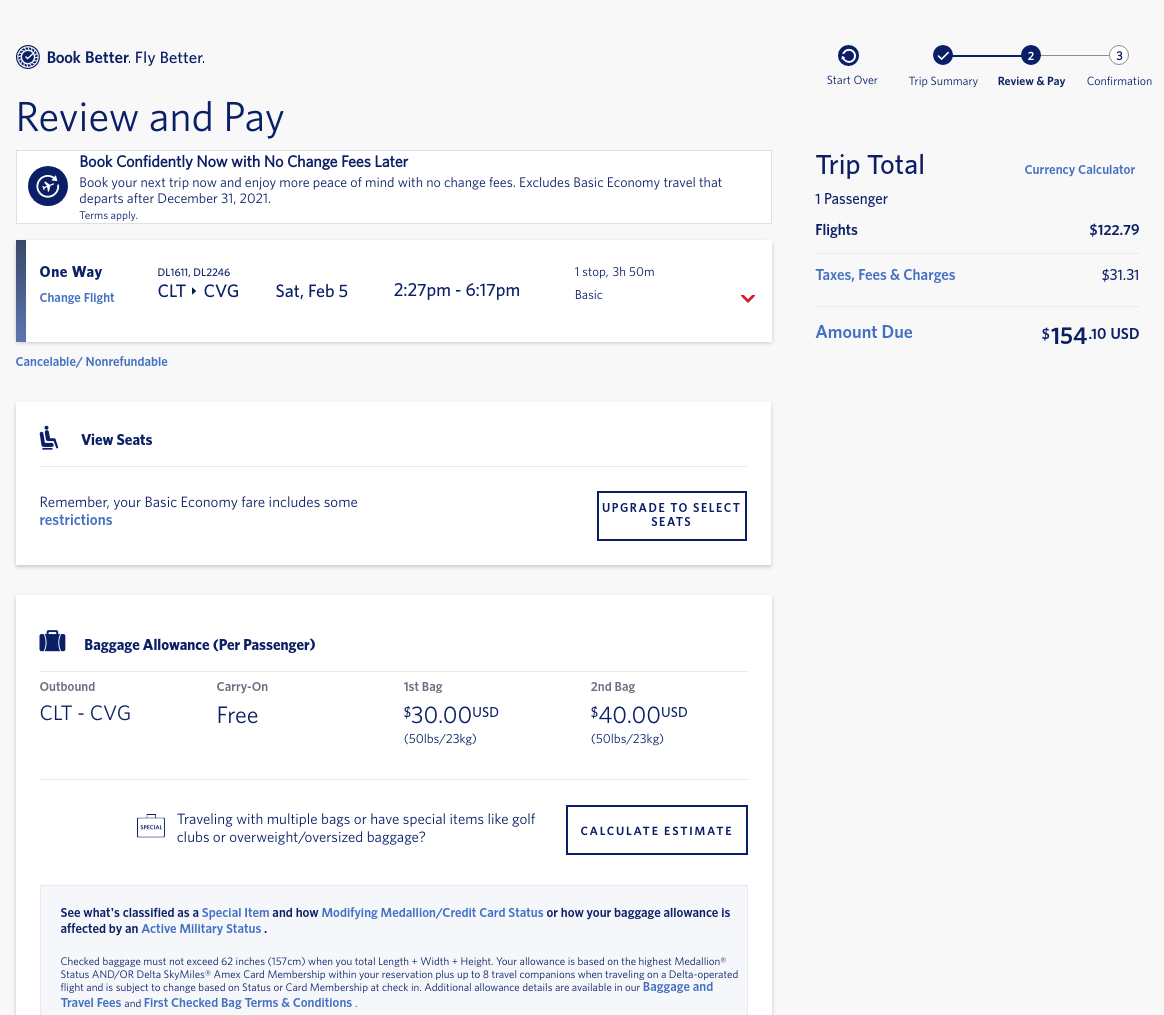 Book Better. Fly Better.
Start Over
Trip Summary
2
Review & Pay
3
Confirmation
Review and Pay
Book Confidently Now with No Change Fees Later
Book your next trip now and enjoy more peace of mind with no change fees. Excludes Basic Economy travel that
departs after December 31, 2021.
Terms apply.
One Way
Change Flight
DL1611, DL2246
CLT CVG
Sat, Feb 5
2:27pm - 6:17pm
1 stop, 3h 50m
Basic
Cancelable/ Nonrefundable
Trip Total
Currency Calculator
1 Passenger
Flights $122.79
Taxes, Fees & Charges $31.31
Amount Due $154.10 USD
View Seats
Remember, your Basic Economy fare includes some
restrictions
UPGRADE TO SELECT
SEATS
Baggage Allowance (Per Passenger)
Outbound Carry-On 1st Bag 2nd Bag
CLT - CVG Free $30.00USD $40.00USD
(50lbs/23kg) (50lbs/23kg)
SPECIAL
Traveling with multiple bags or have special items like golf
clubs or overweight/oversized baggage?
CALCULATE ESTIMATE
See what's classified as a Special Item and how Modifying Medallion/Credit Card Status or how your baggage allowance is
affected by an Active Military Status .
Checked baggage must not exceed 62 inches (157cm) when you total Length + Width + Height. Your allowance is based on the highest Medallion®
Status AND/OR Delta SkyMiles® Amex Card Membership within your reservation plus up to 8 travel companions when traveling on a Delta-operated
flight and is subject to change based on Status or Card Membership at check in. Additional allowance details are available in our Baggage and
Travel Fees and First Checked Bag Terms & Conditions .